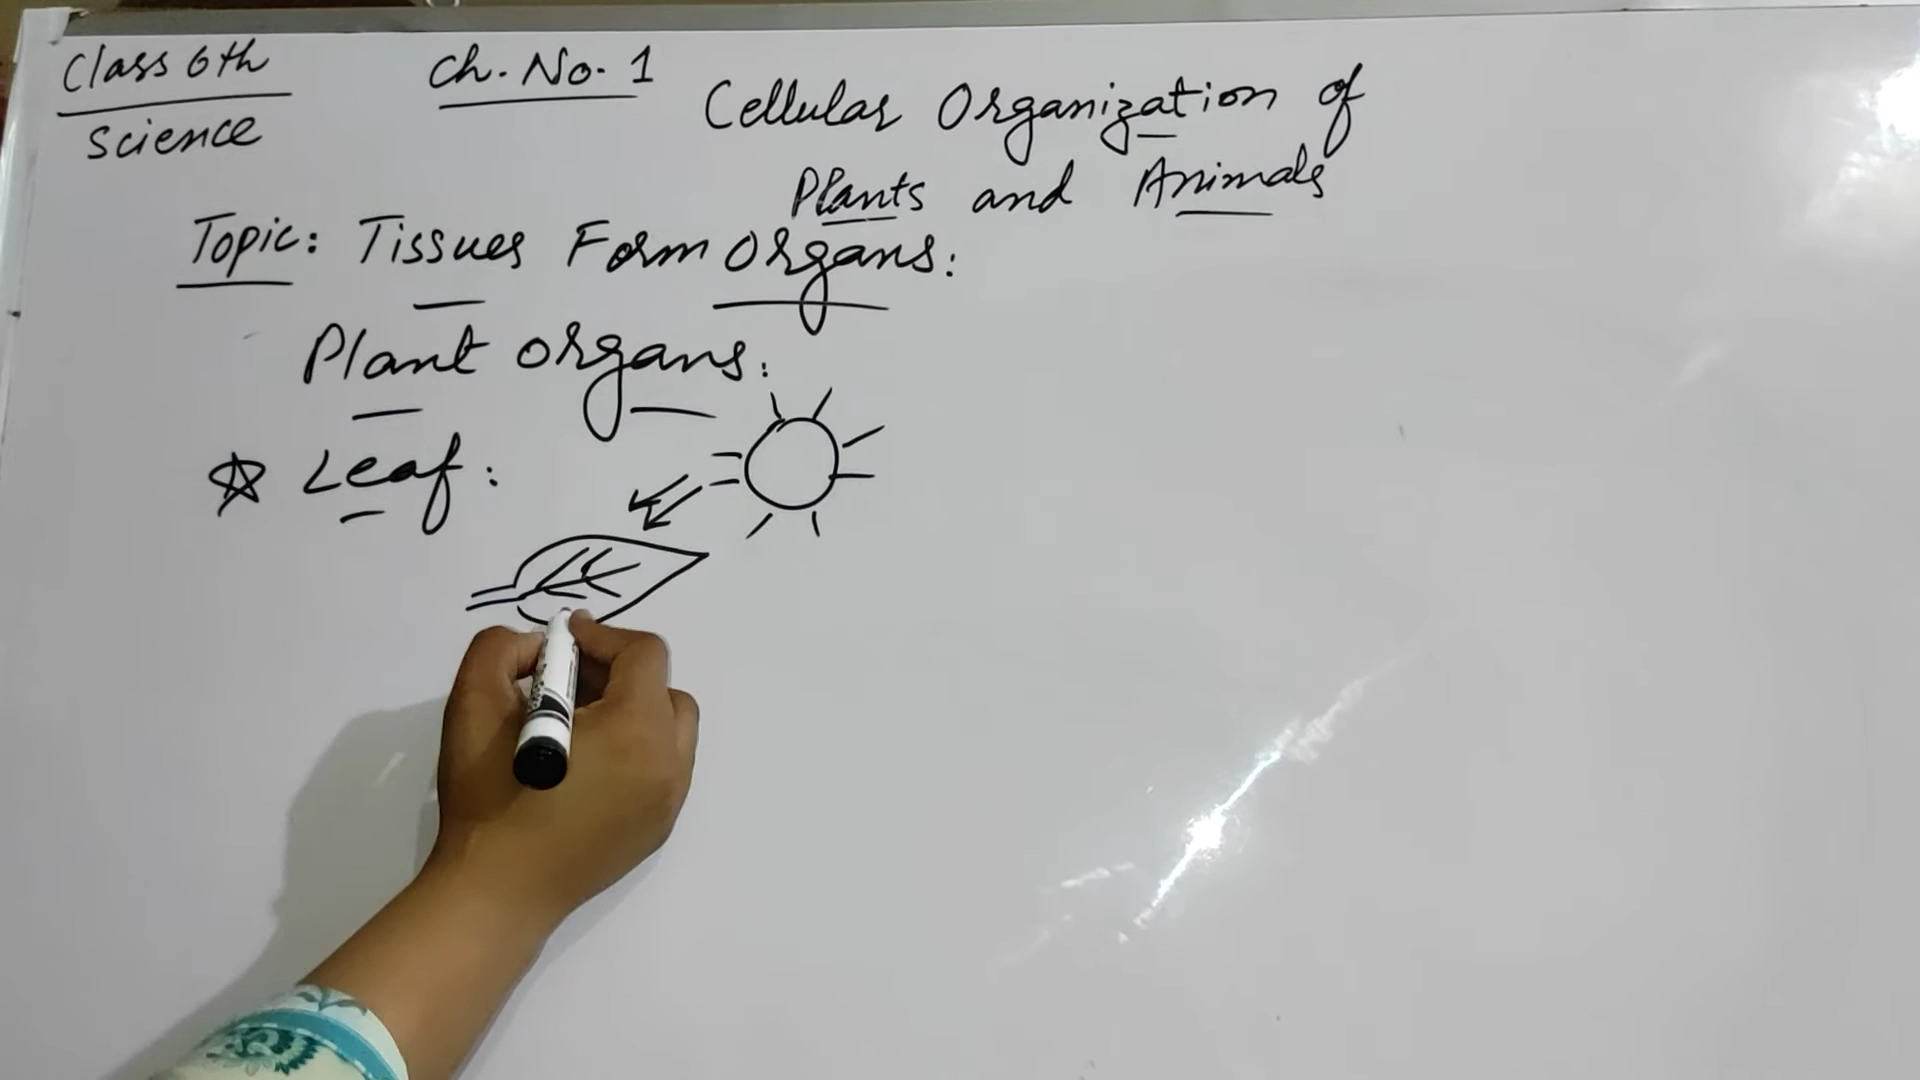 Class 6th
Science
Ch. No. 1
Cellular Organization of
Plants and Animals
Topic: Tissues Form Organs:
Plant organs:
Leaf: